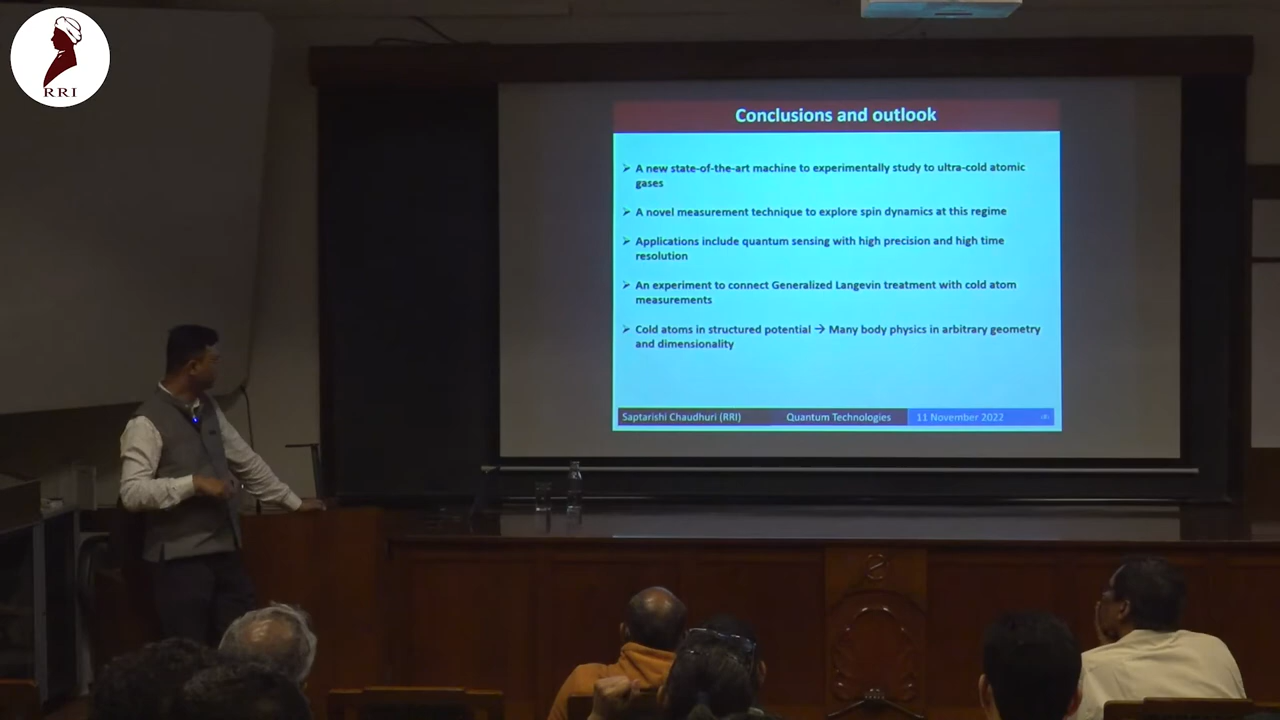 RRI
Conclusions and outlook
➢ A new state-of-the-art machine to experimentally study to ultra-cold atomic
gases
➢ A novel measurement technique to explore spin dynamics at this regime
➢ Applications include quantum sensing with high precision and high time
resolution
➢ An experiment to connect Generalized Langevin treatment with cold atom
measurements
➢ Cold atoms in structured potential → Many body physics in arbitrary geometry
and dimensionality
Saptarishi Chaudhuri (RRI) Quantum Technologies 11 November 2022